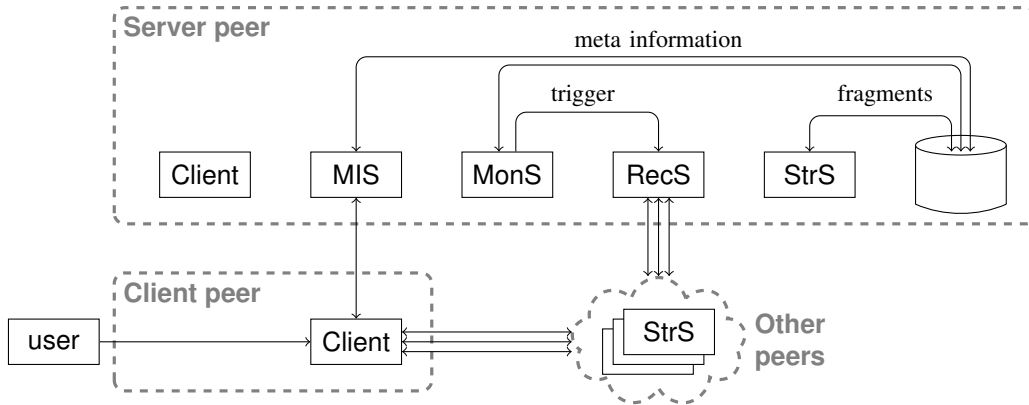 Server peer
meta information
trigger
fragments
Client
MIS
MonS
RecS
StrS
Client peer
user
Client
StrS
Other
peers